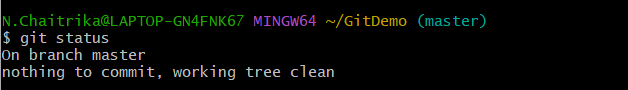 N.Chaitrika@LAPTOP-GN4FNK67 MINGW64 ~/GitDemo (master)
$ git status
On branch master
nothing to commit, working tree clean